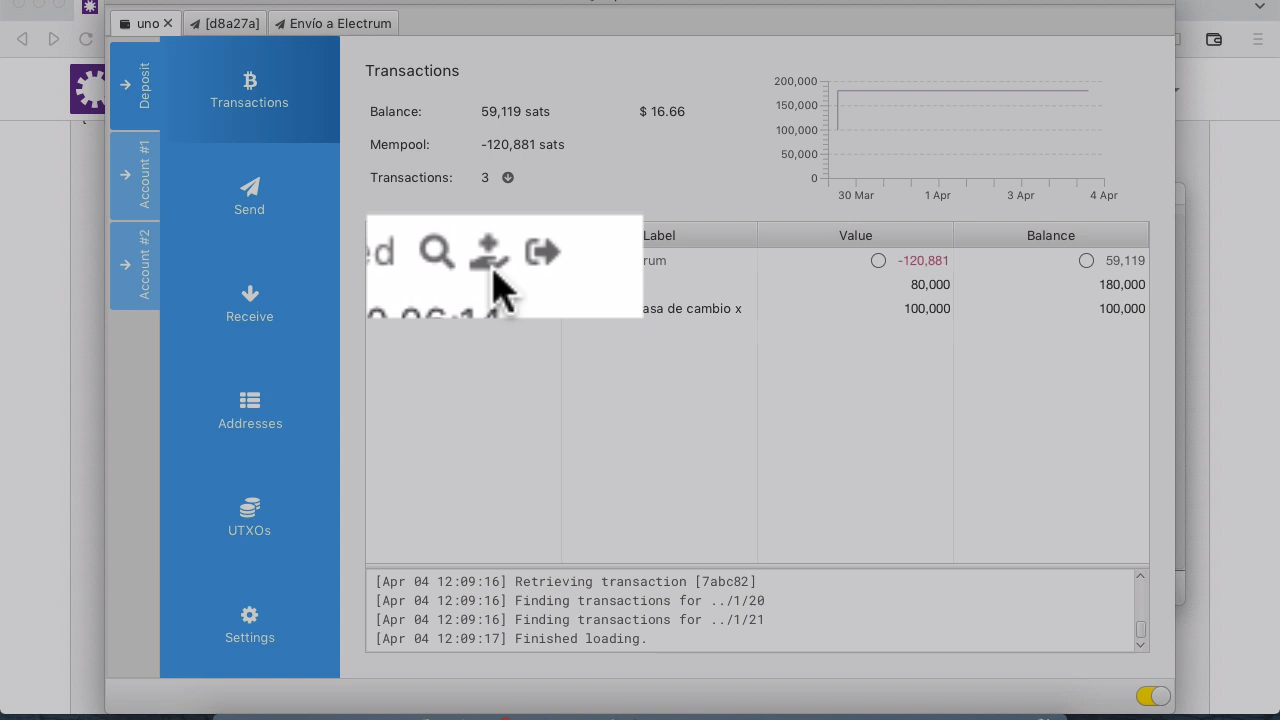 uno [d8a27a] Envío a Electrum
Deposit
Account #1
Account #2
Transactions
Send
Receive
Addresses
UTXOs
Settings
Transactions
Balance: 59,119 sats $ 16.66
Mempool: -120,881 sats
Transactions: 3
200,000
150,000
100,000
50,000
0
30 Mar 1 Apr 3 Apr 4 Apr
Label Value Balance
rum -120,881 59,119
80,000 180,000
asa de cambio x 100,000 100,000
ed
[Apr 04 12:09:16] Retrieving transaction [7abc82]
[Apr 04 12:09:16] Finding transactions for ../1/20
[Apr 04 12:09:16] Finding transactions for ../1/21
[Apr 04 12:09:17] Finished loading.